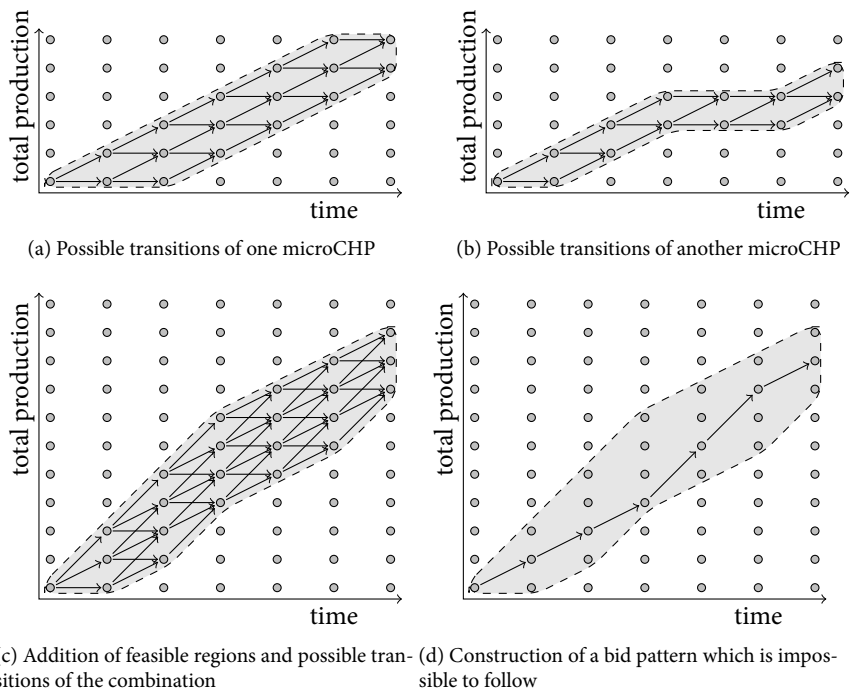 total production
total production
time
time
(a) Possible transitions of one microCHP
(b) Possible transitions of another microCHP
total production
total production
time
time
(c) Addition of feasible regions and possible tran-
sitions of the combination
(d) Construction of a bid pattern which is impos-
sible to follow